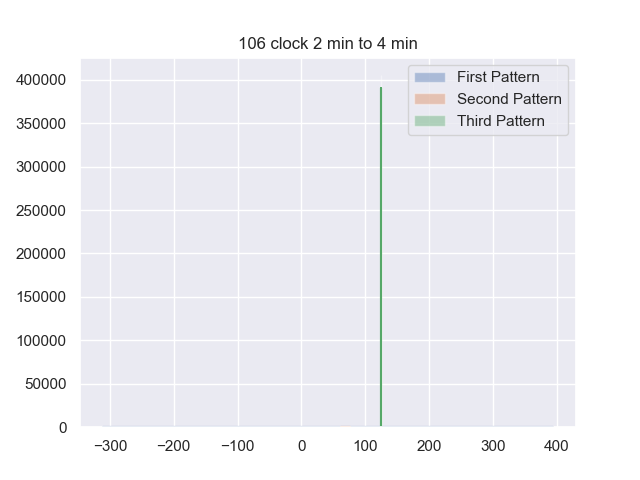 106 clock 2 min to 4 min
First Pattern
Second Pattern
Third Pattern
400000
350000
300000
250000
200000
150000
100000
50000
0
−300 −200 −100 0 100 200 300 400